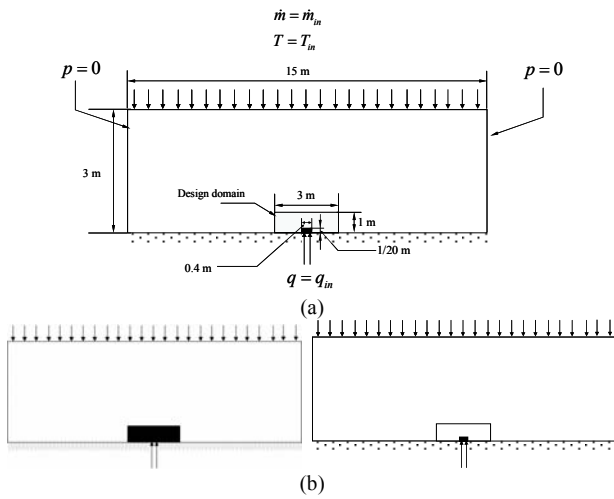 ṁ = ṁ_in
T = T_in
p = 0
15 m
p = 0
3 m
Design domain
3 m
1 m
0.4 m
1/20 m
q = q_in
(a)
(b)